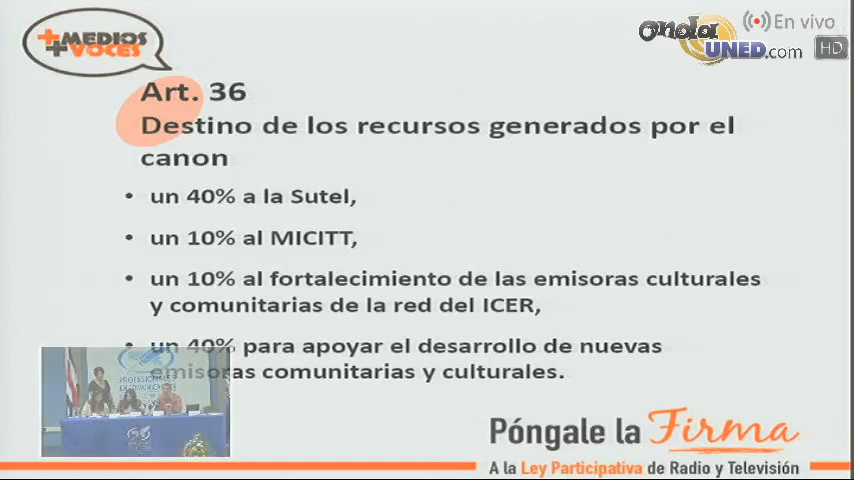 +MEDIOS
+VOCES
onda
UNED.com
En vivo
HD
Art. 36
Destino de los recursos generados por el
canon
• un 40% a la Sutel,
• un 10% al MICITT,
• un 10% al fortalecimiento de las emisoras culturales
y comunitarias de la red del ICER,
• un 40% para apoyar el desarrollo de nuevas
emisoras comunitarias y culturales.
PROFESIONALES
Póngale la Firma
A la Ley Participativa de Radio y Televisión